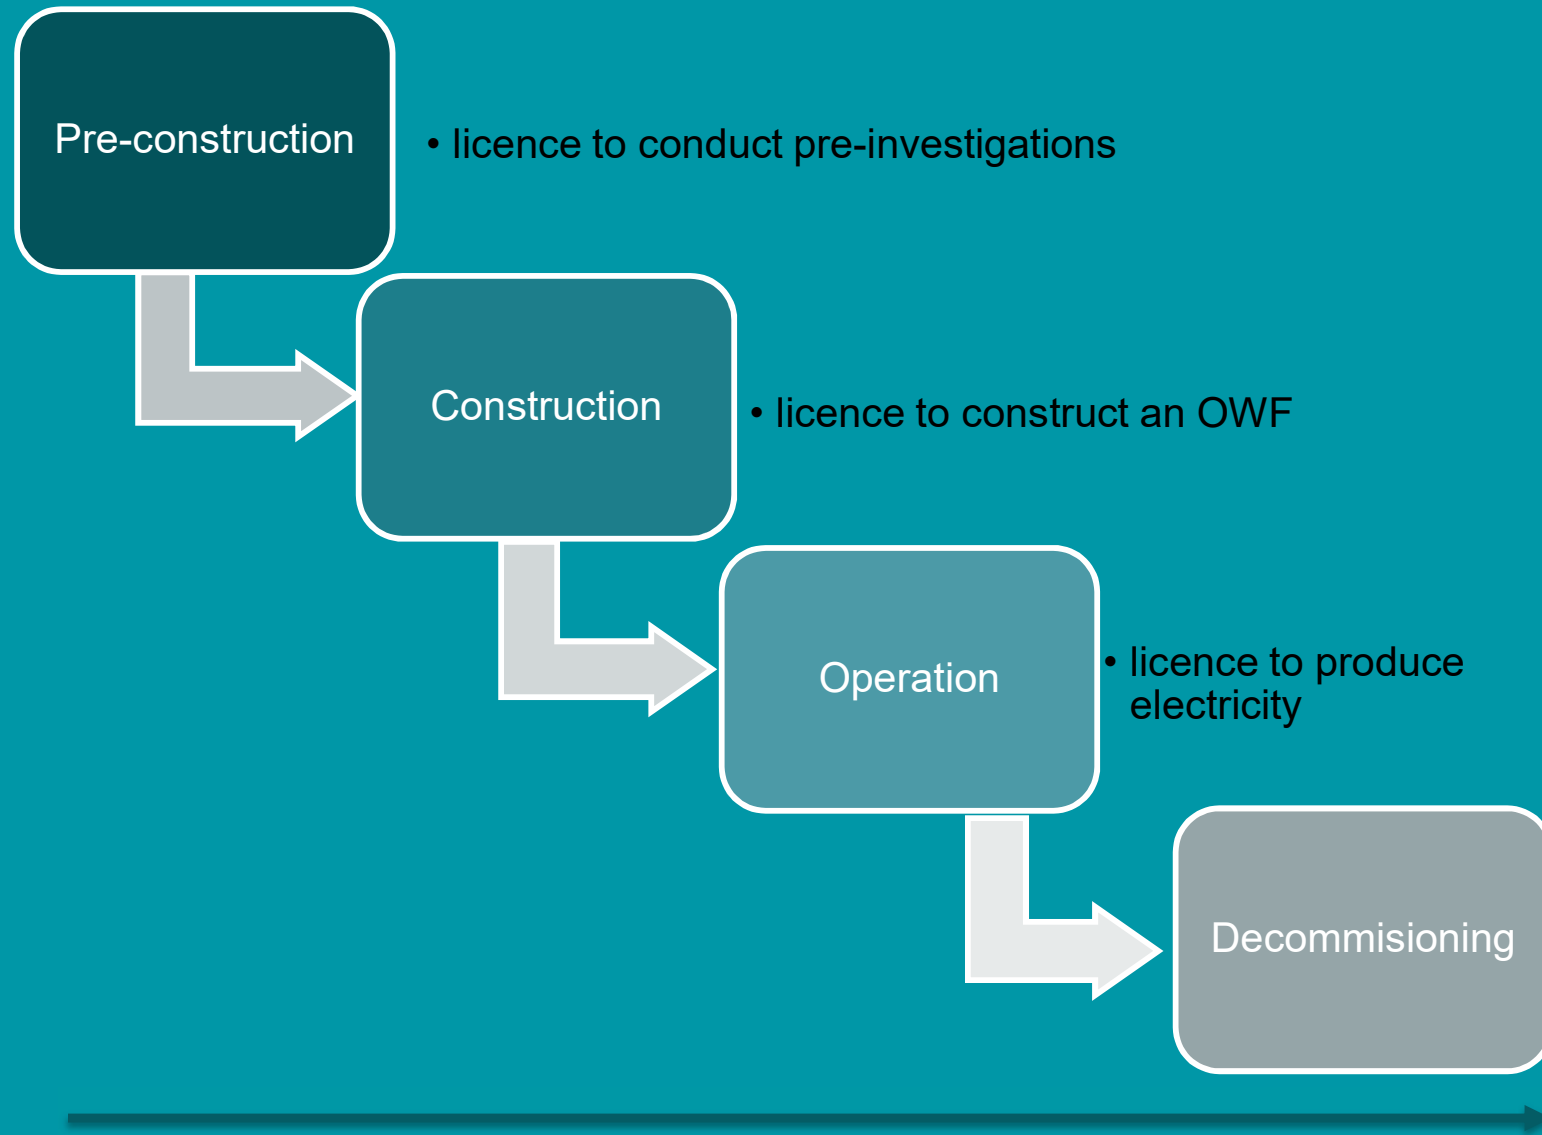 Pre-construction
• licence to conduct pre-investigations
Construction
• licence to construct an OWF
Operation
• licence to produce
electricity
Decommisioning